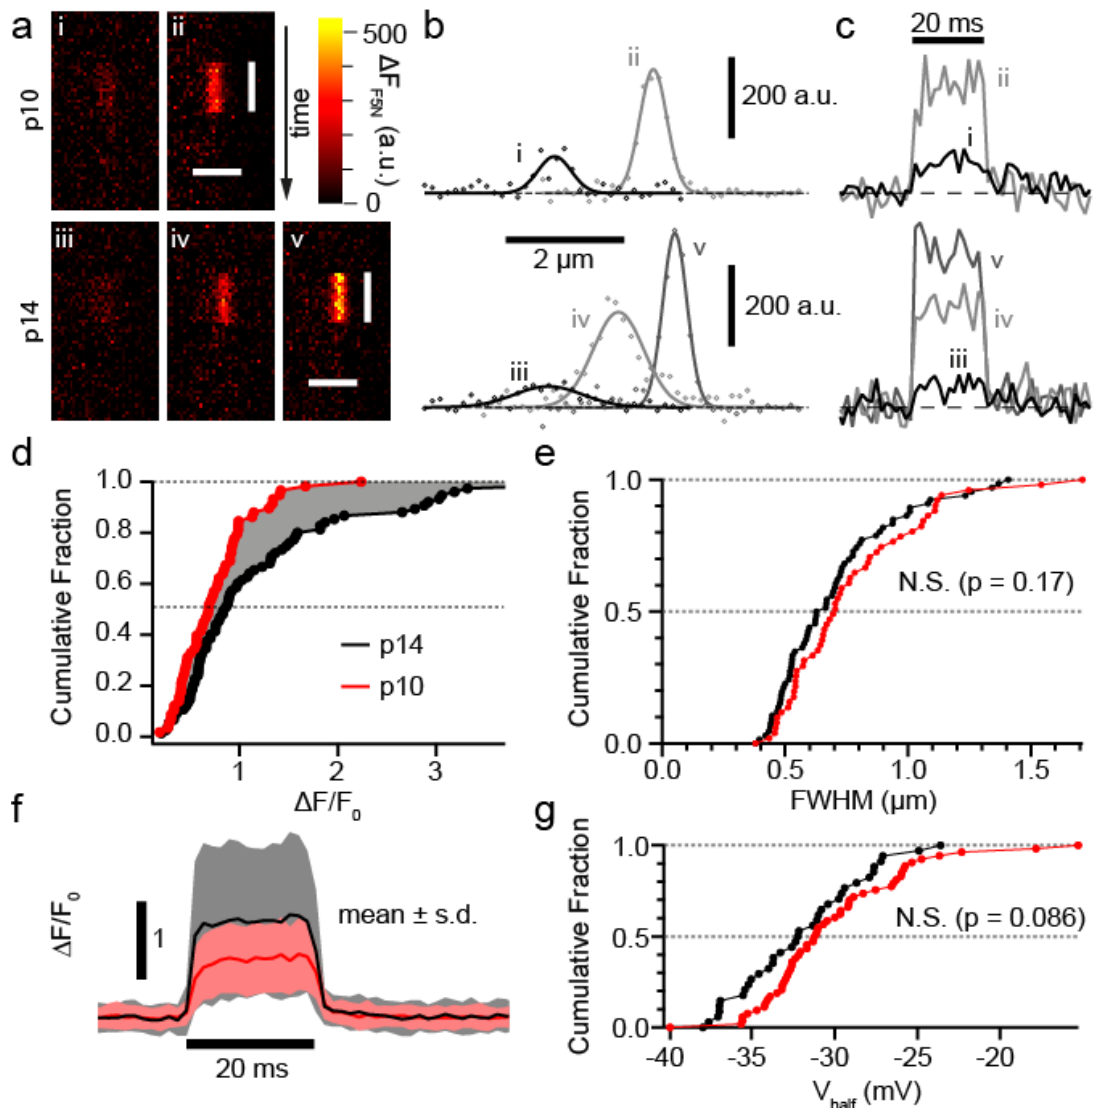 a
i
ii
p10
time
500
0
ΔF F5N (a.u.)
iii
iv
v
p14
b
i
ii
200 a.u.
2 μm
iii
iv
v
200 a.u.
c
20 ms
ii
i
v
iv
iii
d
Cumulative Fraction
1.0
0.8
0.6
0.4
0.2
0.0
p14
p10
1 2 3
ΔF/F0
e
Cumulative Fraction
1.0
0.5
0.0
N.S. (p = 0.17)
0.0 0.5 1.0 1.5
FWHM (μm)
f
ΔF/F0
1
mean ± s.d.
20 ms
g
Cumulative Fraction
1.0
0.5
0.0
N.S. (p = 0.086)
-40 -35 -30 -25 -20
Vhalf (mV)